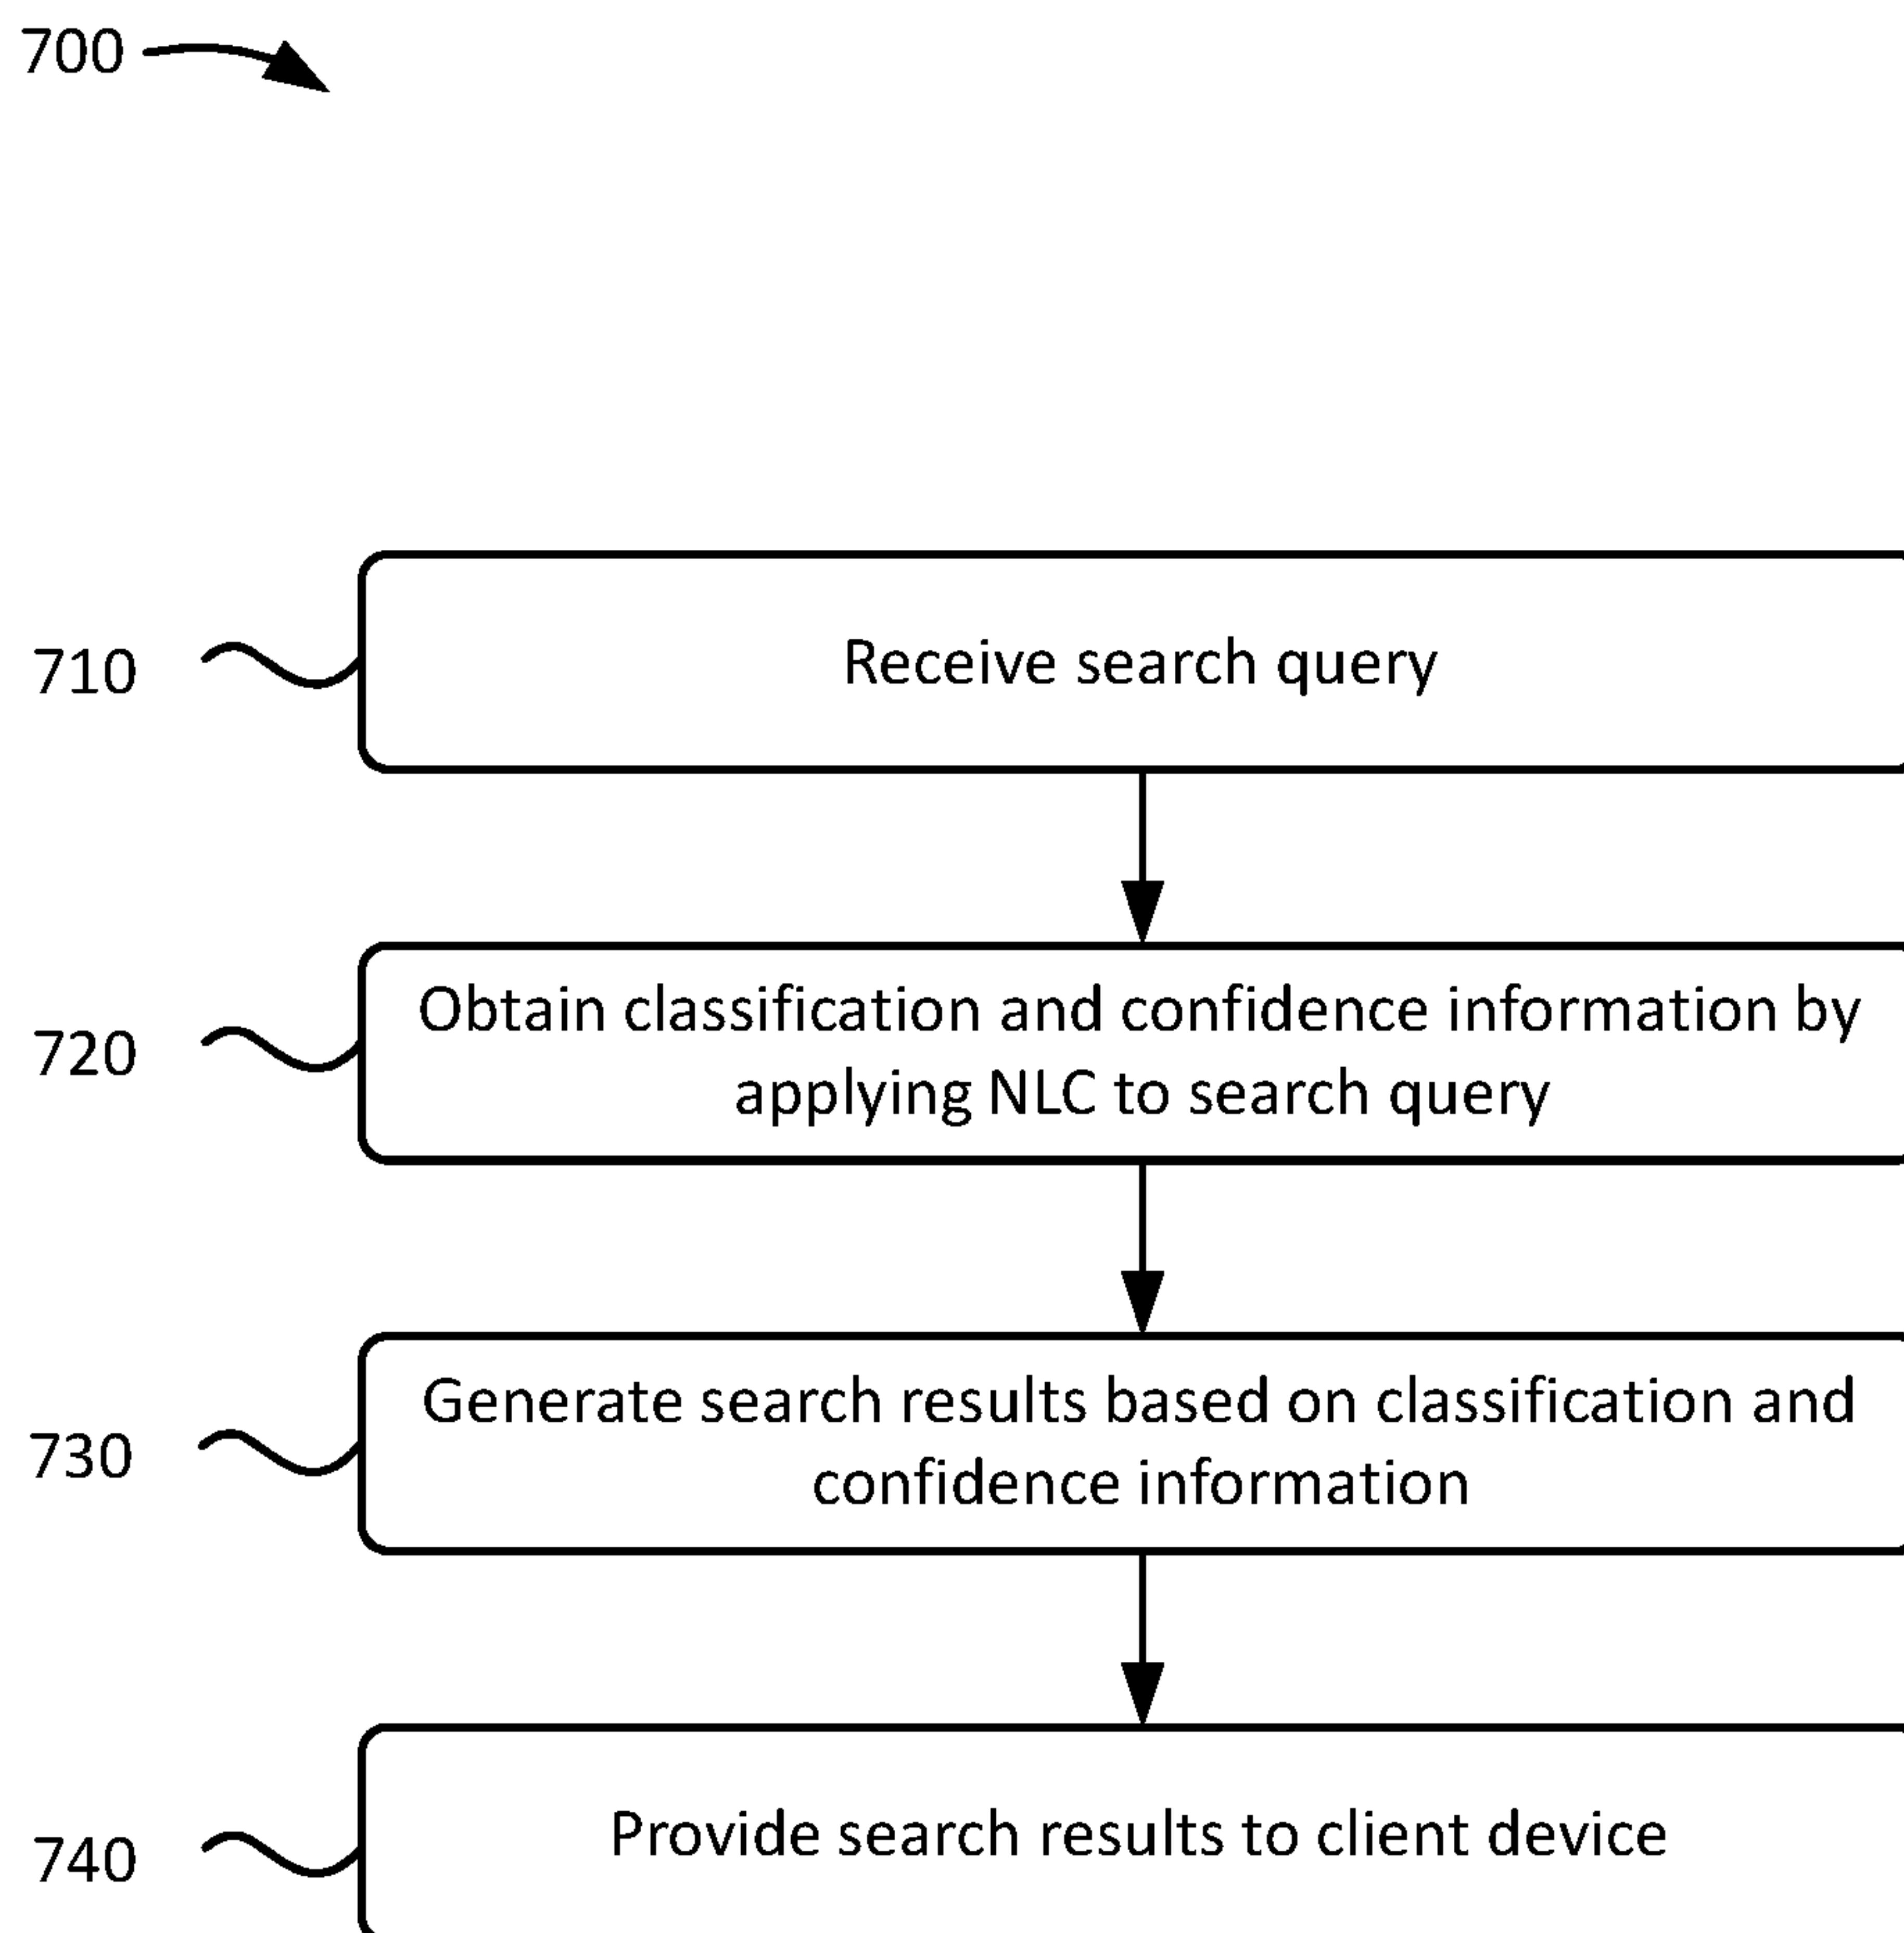 700
710
Receive search query
720
Obtain classification and confidence information by
applying NLC to search query
730
Generate search results based on classification and
confidence information
740
Provide search results to client device